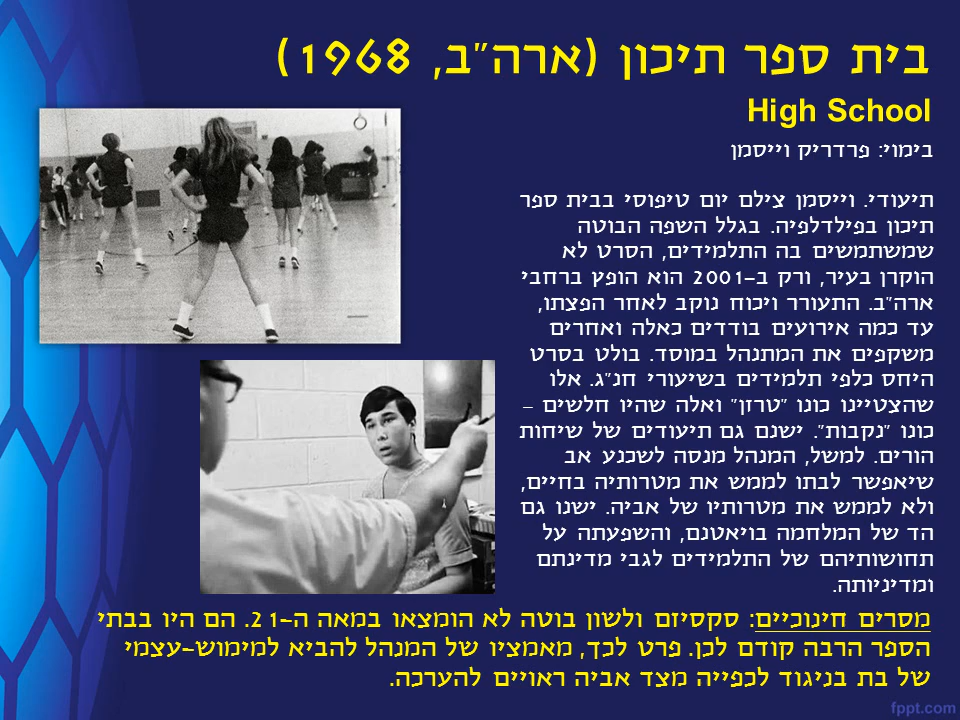 בית ספר תיכון (ארה"ב, 1968)
High School
בימוי: פרדריק וייסמן
תיעודי. וייסמן צילם יום טיפוסי בבית ספר
תיכון בפילדלפיה. בגלל השפה הבוטה
שמשתמשים בה התלמידים, הסרט לא
הוקרן בעיר, ורק ב-2001 הוא הופץ ברחבי
ארה"ב. התעורר ויכוח נוקב לאחר הפצתו,
עד כמה אירועים בודדים כאלה ואחרים
משקפים את המתנהל במוסד. בולט בסרט
היחס כלפי תלמידים בשיעורי חנ"ג. אלו
שהצטיינו כונו "טרזן" ואלה שהיו חלשים –
כונו "נקבות". ישנם גם תיעודים של שיחות
הורים. למשל, המנהל מנסה לשכנע אב
שיאפשר לבתו לממש את מטרותיה בחיים,
ולא לממש את מטרותיו של אביה. ישנו גם
הד של המלחמה בויאטנם, והשפעתה על
תחושותיהם של התלמידים לגבי מדינתם
ומדיניותה.
מסרים חינוכיים: סקסיזם ולשון בוטה לא הומצאו במאה ה-21. הם היו בבתי
הספר הרבה קודם לכן. פרט לכך, מאמציו של המנהל להביא למימוש-עצמי
של בת בניגוד לכפייה מצד אביה ראויים להערכה.
fppt.com